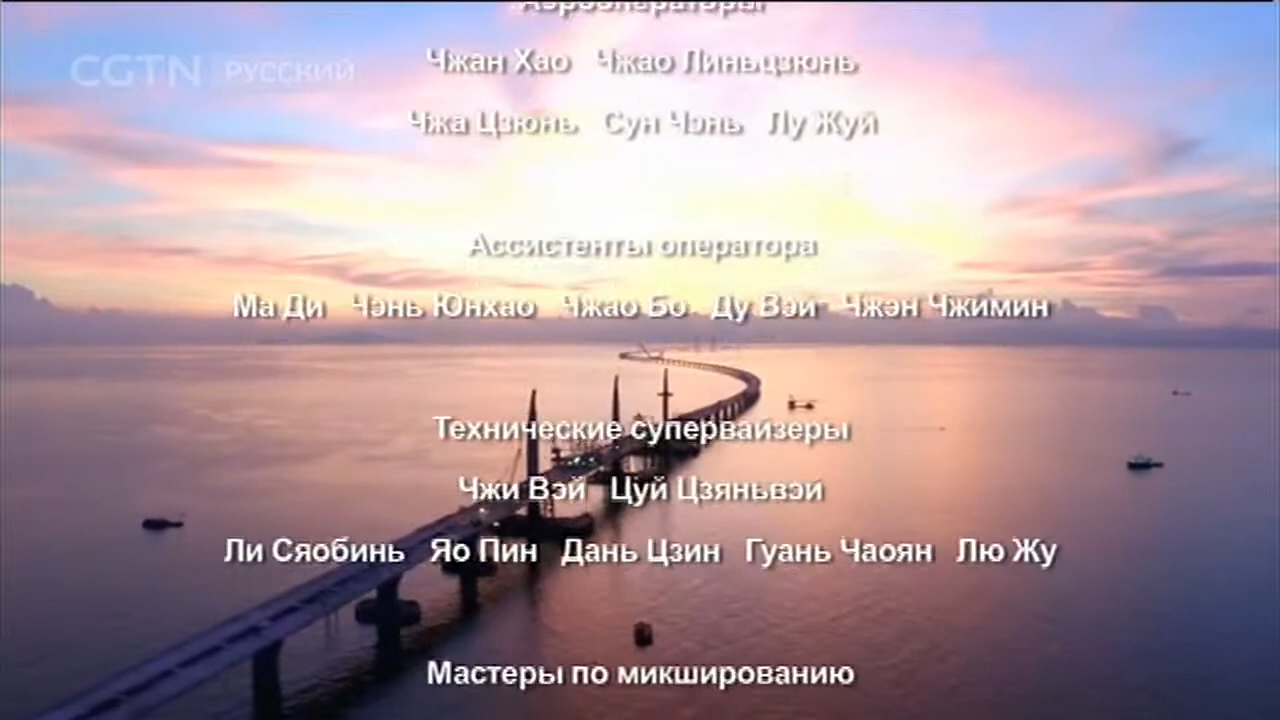 Аэрооператоры
CGTN РУССКИЙ
Чжан Хао Чжао Линьцзюнь
Чжа Цзюнь Сун Чэнь Лу Жуй
Ассистенты оператора
Ма Ди Чэнь Юнхао Чжао Бо Ду Вэй Чжэн Чжимин
Технические супервайзеры
Чжи Вэй Цуй Цзяньвэй
Ли Сяобинь Яо Пин Дань Цзин Гуань Чаоян Лю Жу
Мастеры по микшированию